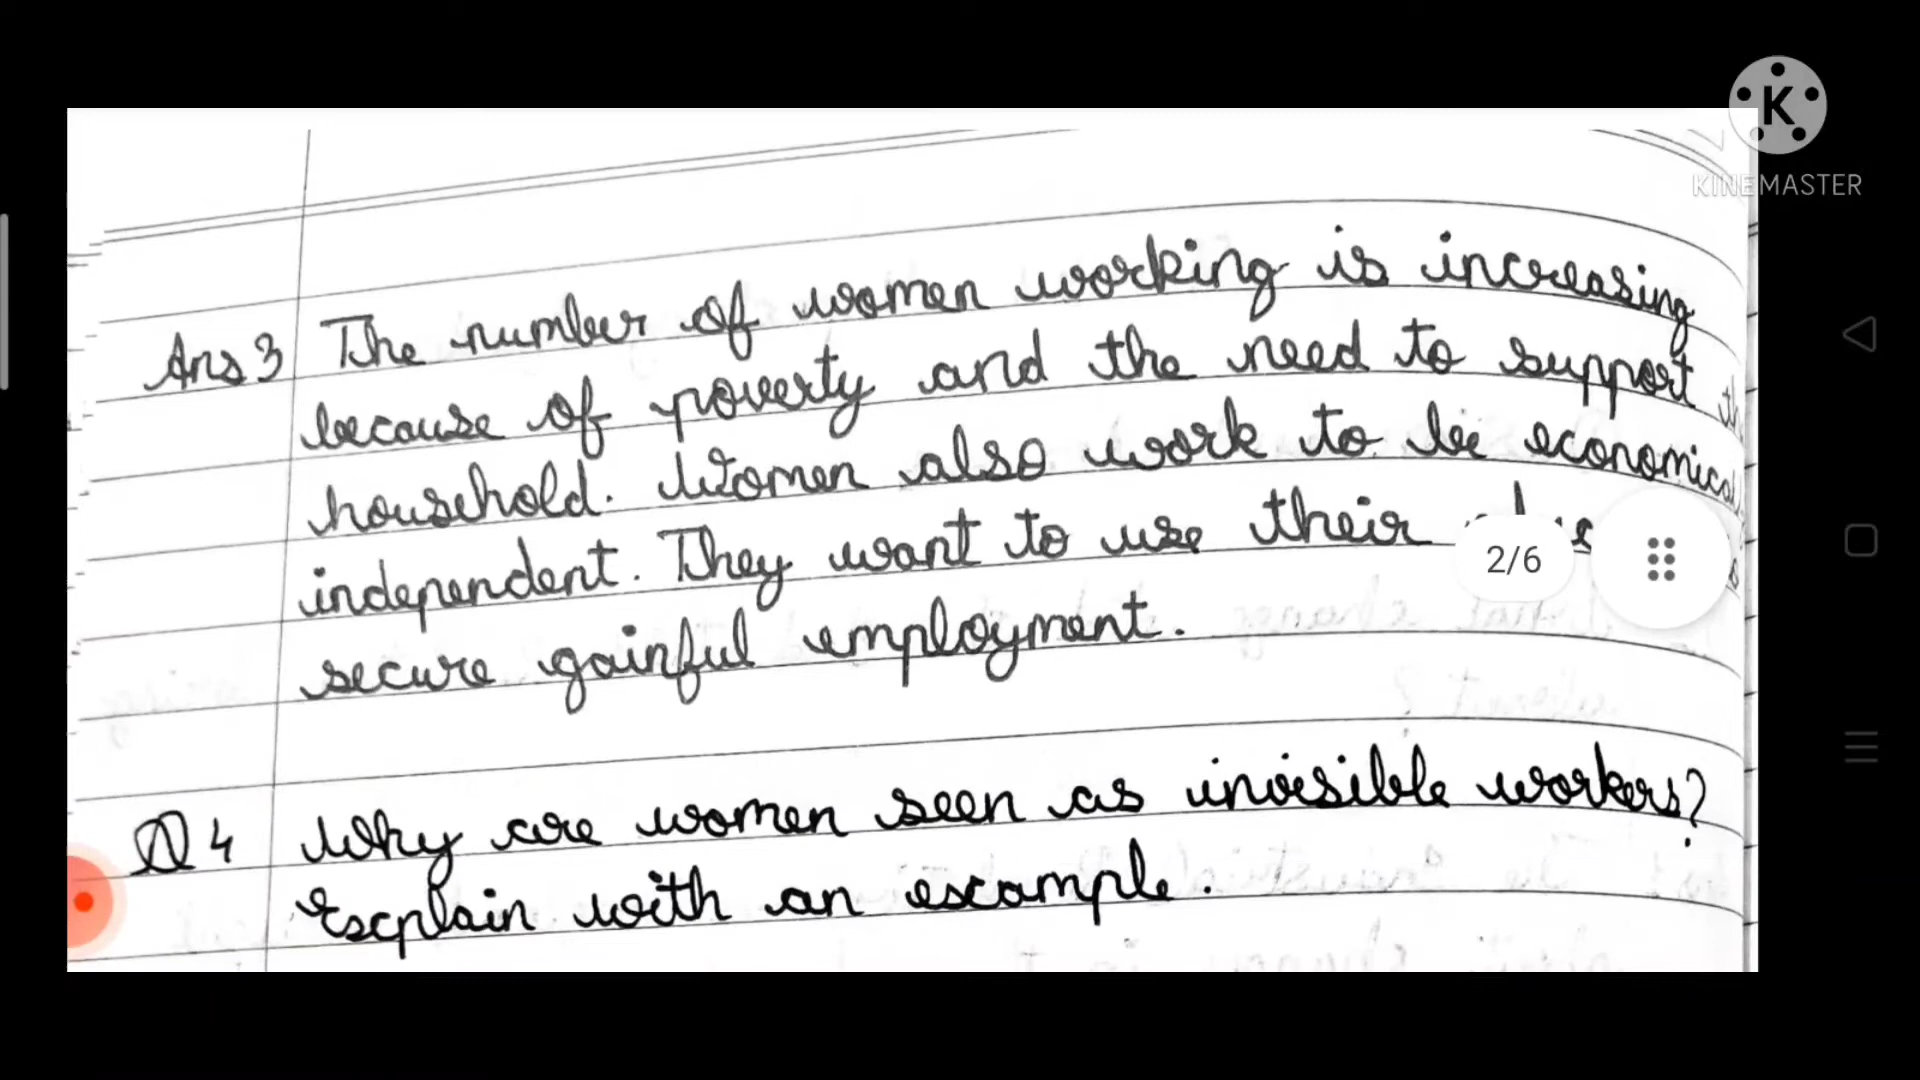 KINEMASTER
Ans 3 The number of women working is increasing
because of poverty and the need to support
household. Women also work to be economical
independent. They want to use their
2/6
secure gainful employment.
Q 4 Why are women seen as invisible workers?
Explain with an example.